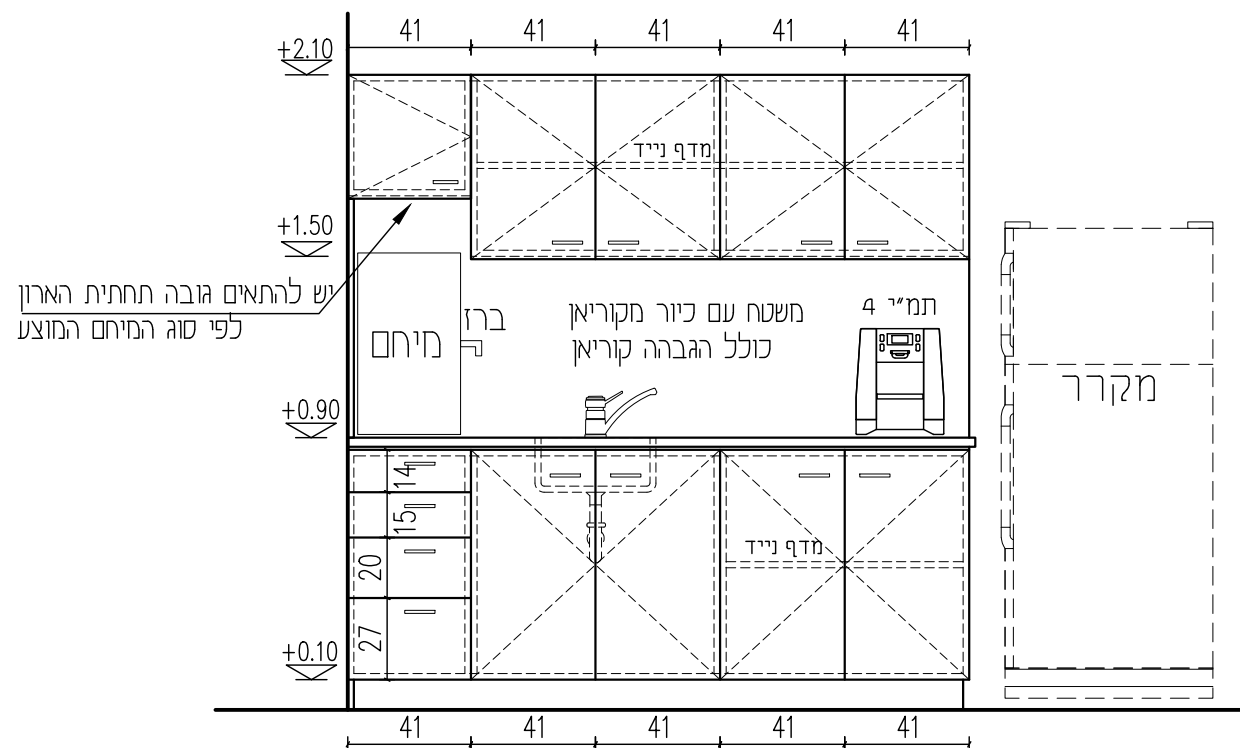 41 41 41 41 41
+2.10
מדף נייד
+1.50
יש להתאים גובה תחתית הארון
לפי סוג המיחם המוצע
מיחם
ברז
משטח עם כיור מקוריאן
כולל הגבהה קוריאן
תמ״י 4
מקרר
+0.90
14
15
20
27
מדף נייד
+0.10
41 41 41 41 41